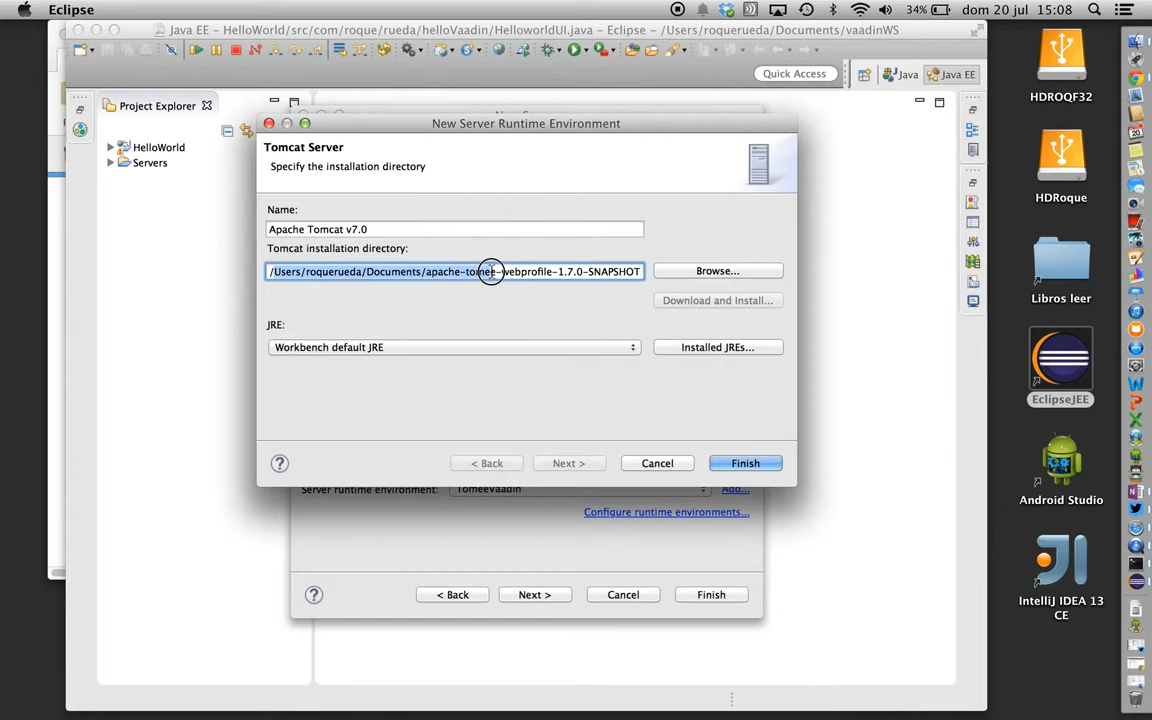 Eclipse
34%
dom 20 jul 15:08
Java EE - HelloWorld/src/com/roque/rueda/helloVaadin/HelloworldUI.java - Eclipse - /Users/roquerueda/Documents/vaadinWS
Quick Access
Java
Java EE
Project Explorer
HelloWorld
Servers
New Server Runtime Environment
Tomcat Server
Specify the installation directory
Name:
Apache Tomcat v7.0
Tomcat installation directory:
/Users/roquerueda/Documents/apache-tomee-webprofile-1.7.0-SNAPSHOT
Browse...
Download and Install...
JRE:
Workbench default JRE
Installed JREs...
< Back
Next >
Cancel
Finish
Server runtime environment:
TomeeVaadin
Add...
Configure runtime environments...
< Back
Next >
Cancel
Finish
HDROQF32
HDRoque
Libros leer
EclipseJEE
Android Studio
IntelliJ IDEA 13
CE